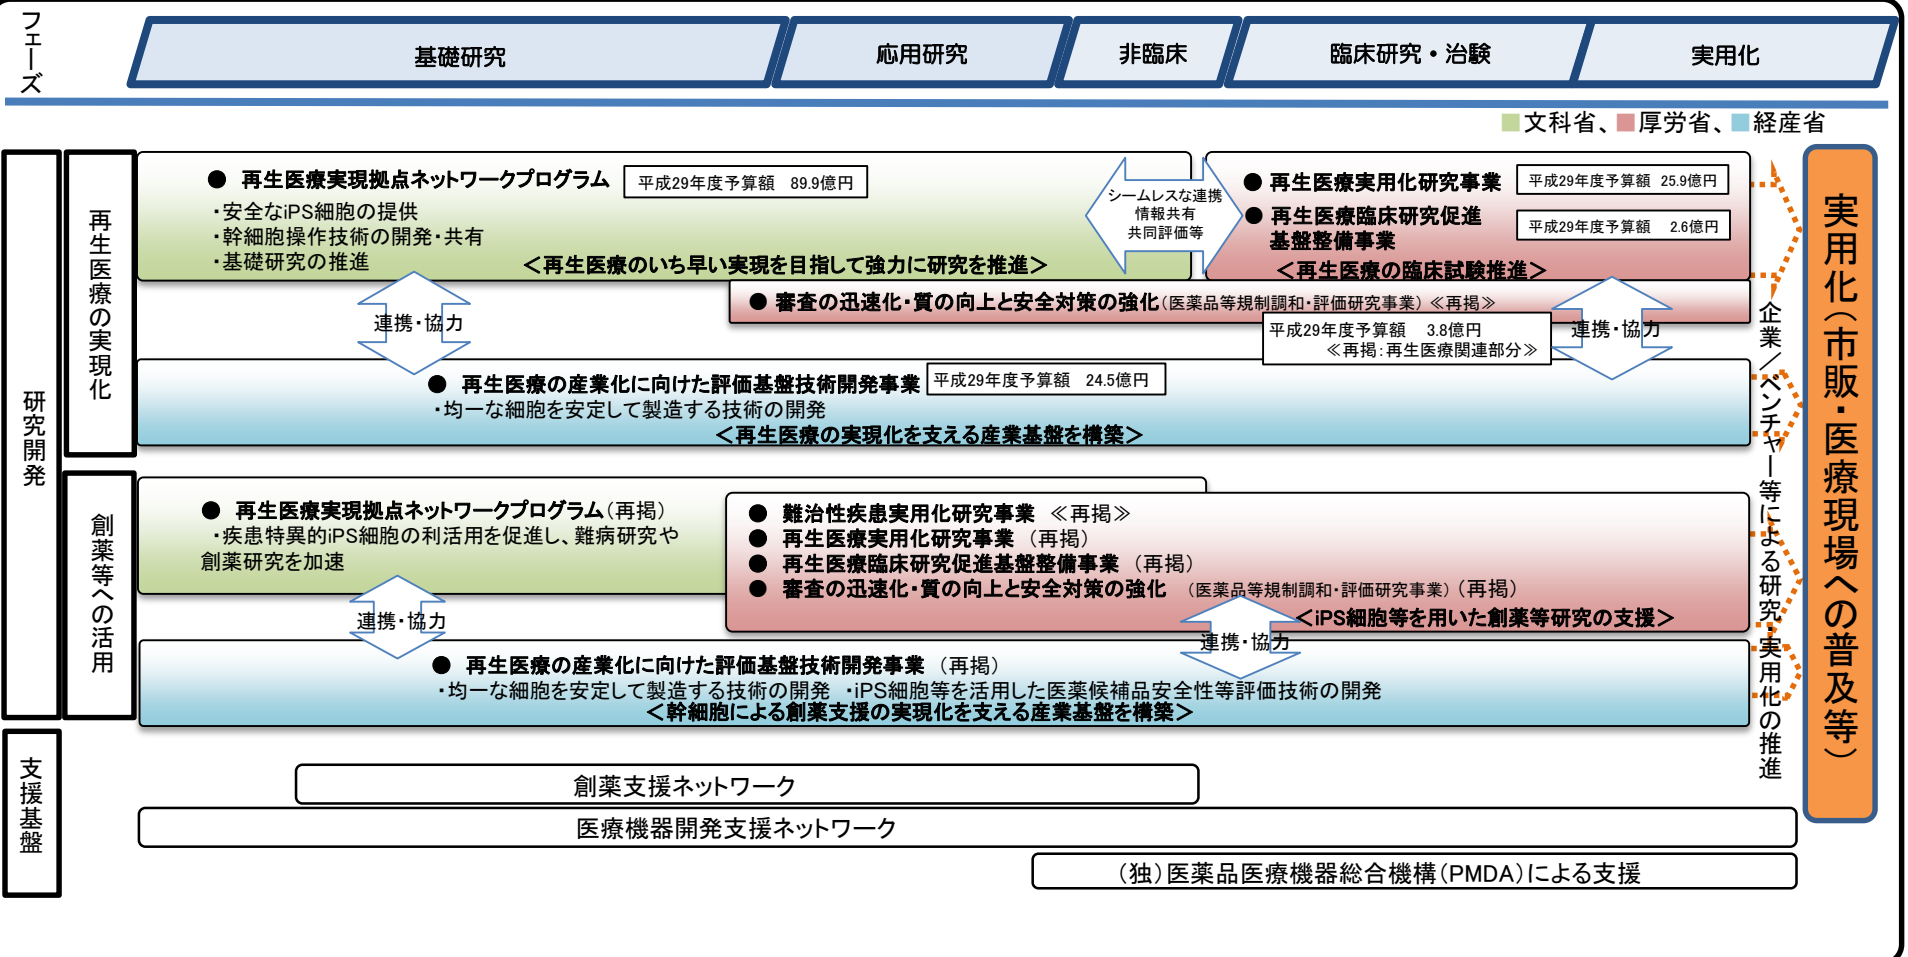 フェーズ
基礎研究
応用研究
非臨床
臨床研究・治験
実用化
■文科省、■厚労省、■経産省
研究開発
再生医療の実現化
● 再生医療実現拠点ネットワークプログラム
平成29年度予算額 89.9億円
・安全なiPS細胞の提供
・幹細胞操作技術の開発・共有
・基礎研究の推進
＜再生医療のいち早い実現を目指して強力に研究を推進＞
シームレスな連携
情報共有
共同評価等
● 再生医療実用化研究事業
平成29年度予算額 25.9億円
● 再生医療臨床研究促進
基盤整備事業
平成29年度予算額 2.6億円
＜再生医療の臨床試験推進＞
● 審査の迅速化・質の向上と安全対策の強化(医薬品等規制調和・評価研究事業) ≪再掲≫
平成29年度予算額 3.8億円
≪再掲：再生医療関連部分≫
連携・協力
連携・協力
● 再生医療の産業化に向けた評価基盤技術開発事業
平成29年度予算額 24.5億円
・均一な細胞を安定して製造する技術の開発
＜再生医療の実現化を支える産業基盤を構築＞
創薬等への活用
● 再生医療実現拠点ネットワークプログラム(再掲)
・疾患特異的iPS細胞の利活用を促進し、難病研究や
創薬研究を加速
● 難治性疾患実用化研究事業 ≪再掲≫
● 再生医療実用化研究事業 (再掲)
● 再生医療臨床研究促進基盤整備事業 (再掲)
● 審査の迅速化・質の向上と安全対策の強化 (医薬品等規制調和・評価研究事業)(再掲)
＜iPS細胞等を用いた創薬等研究の支援＞
連携・協力
連携・協力
● 再生医療の産業化に向けた評価基盤技術開発事業 (再掲)
・均一な細胞を安定して製造する技術の開発 ・iPS細胞等を活用した医薬候補品安全性等評価技術の開発
＜幹細胞による創薬支援の実現化を支える産業基盤を構築＞
企業／ベンチャー等による研究・実用化の推進
実用化(市販・医療現場への普及等)
支援基盤
創薬支援ネットワーク
医療機器開発支援ネットワーク
(独)医薬品医療機器総合機構(PMDA)による支援